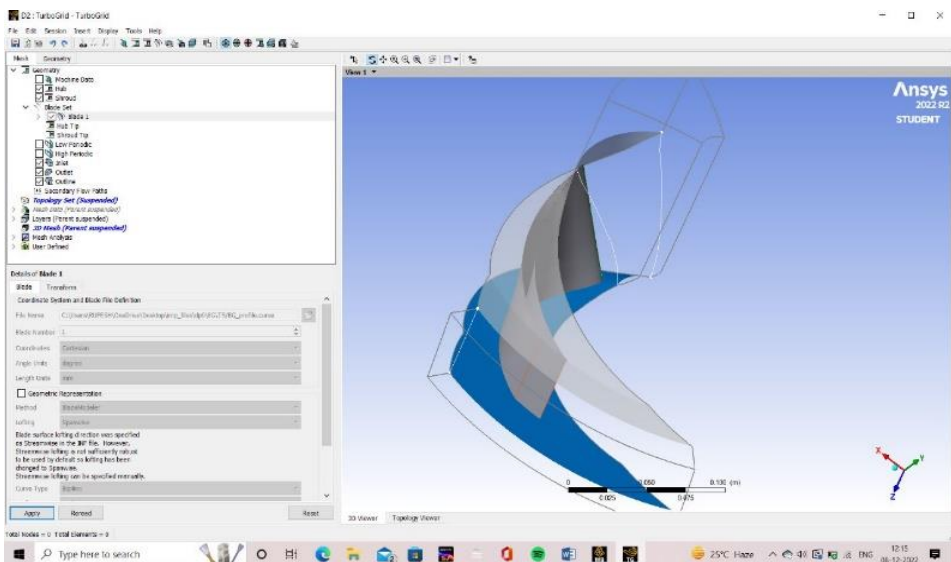 D2 : TurboGrid - TurboGrid
File Edit Session Insert Display Tools Help
Mesh Geometry
Geometry
Machine Data
Hub
Shroud
Blade Set
Blade 1
Hub Tip
Shroud Tip
Low Periodic
High Periodic
Inlet
Outlet
Outline
Secondary Flow Paths
Topology Set (Suspended)
Mesh Data (Parent suspended)
Layers (Parent suspended)
3D Mesh (Parent suspended)
Mesh Analysis
User Defined
Details of Blade 1
Blade Transform
Coordinate System and Blade File Definition
File Name
Blade Number 1
Coordinates Cartesian
Angle Units degree
Length Units mm
Geometric Representation
Method BladeModeler
Lofting Spanwise
Blade surface lofting direction was specified
as Streamwise in the INF file. However,
Streamwise lofting is not sufficiently robust
to be used by default so lofting has been
changed to Spanwise.
Streamwise lofting can be specified manually.
Curve Type
Apply Reread Reset
Total Nodes = 0 Total Elements = 0
View 1
Ansys
2022 R2
STUDENT
X
Y
Z
0 0.050 0.100 (m)
0.025 0.075
3D Viewer Topology Viewer
Type here to search
25°C Haze
ENG
12:15
06-12-2022